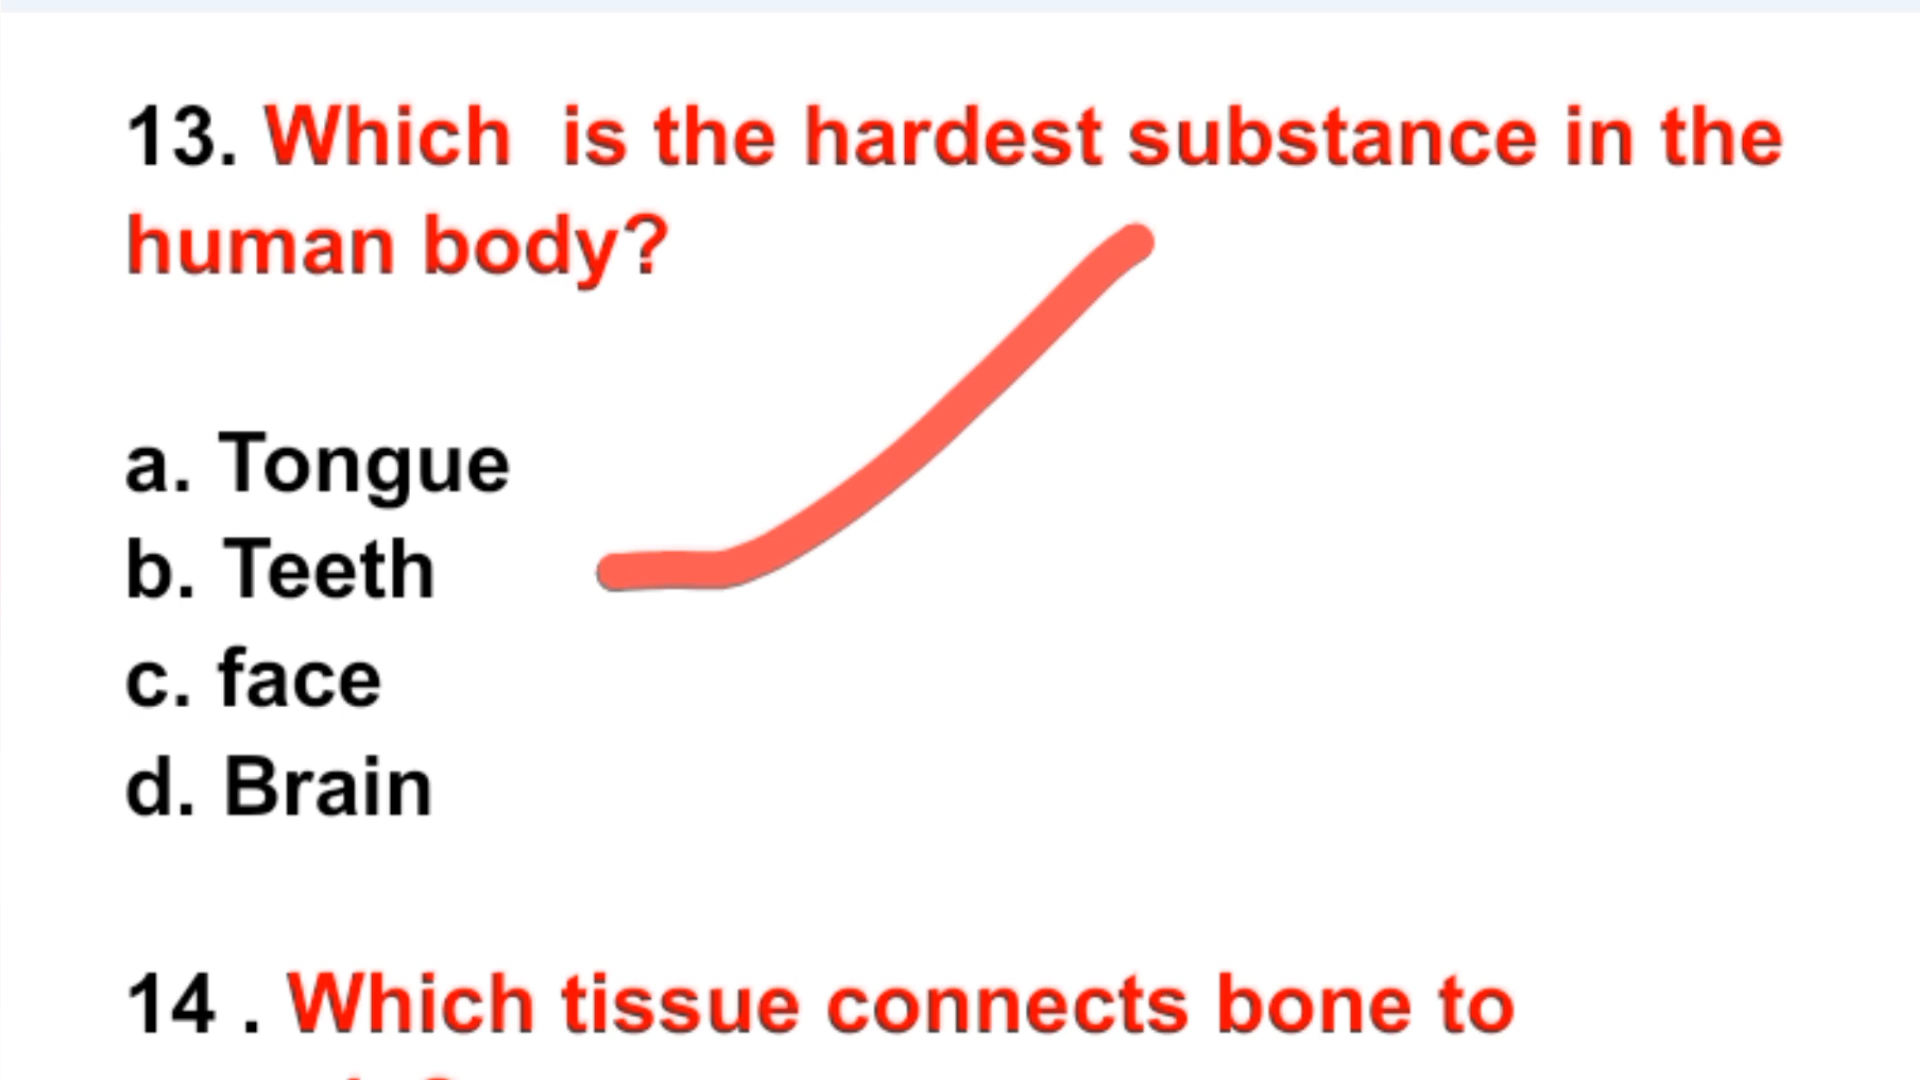 13. Which is the hardest substance in the
human body?
a. Tongue
b. Teeth
c. face
d. Brain
14 . Which tissue connects bone to